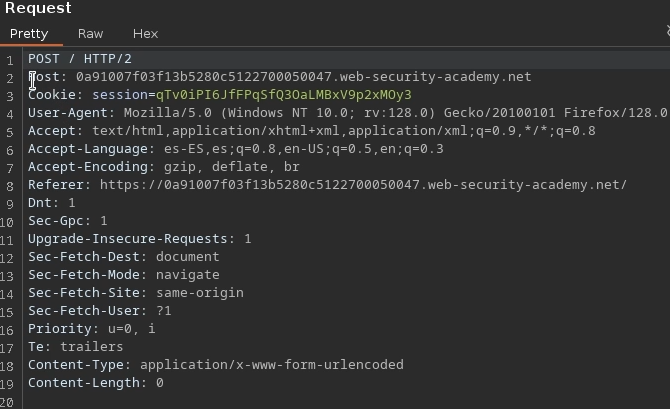 Request
Pretty Raw Hex
1 POST / HTTP/2
2 Host: 0a91007f03f13b5280c5122700050047.web-security-academy.net
3 Cookie: session=qTv0iPI6JfFPqSfQ3OaLMBxV9p2xMOy3
4 User-Agent: Mozilla/5.0 (Windows NT 10.0; rv:128.0) Gecko/20100101 Firefox/128.0
5 Accept: text/html,application/xhtml+xml,application/xml;q=0.9,*/*;q=0.8
6 Accept-Language: es-ES,es;q=0.8,en-US;q=0.5,en;q=0.3
7 Accept-Encoding: gzip, deflate, br
8 Referer: https://0a91007f03f13b5280c5122700050047.web-security-academy.net/
9 Dnt: 1
10 Sec-Gpc: 1
11 Upgrade-Insecure-Requests: 1
12 Sec-Fetch-Dest: document
13 Sec-Fetch-Mode: navigate
14 Sec-Fetch-Site: same-origin
15 Sec-Fetch-User: ?1
16 Priority: u=0, i
17 Te: trailers
18 Content-Type: application/x-www-form-urlencoded
19 Content-Length: 0
20